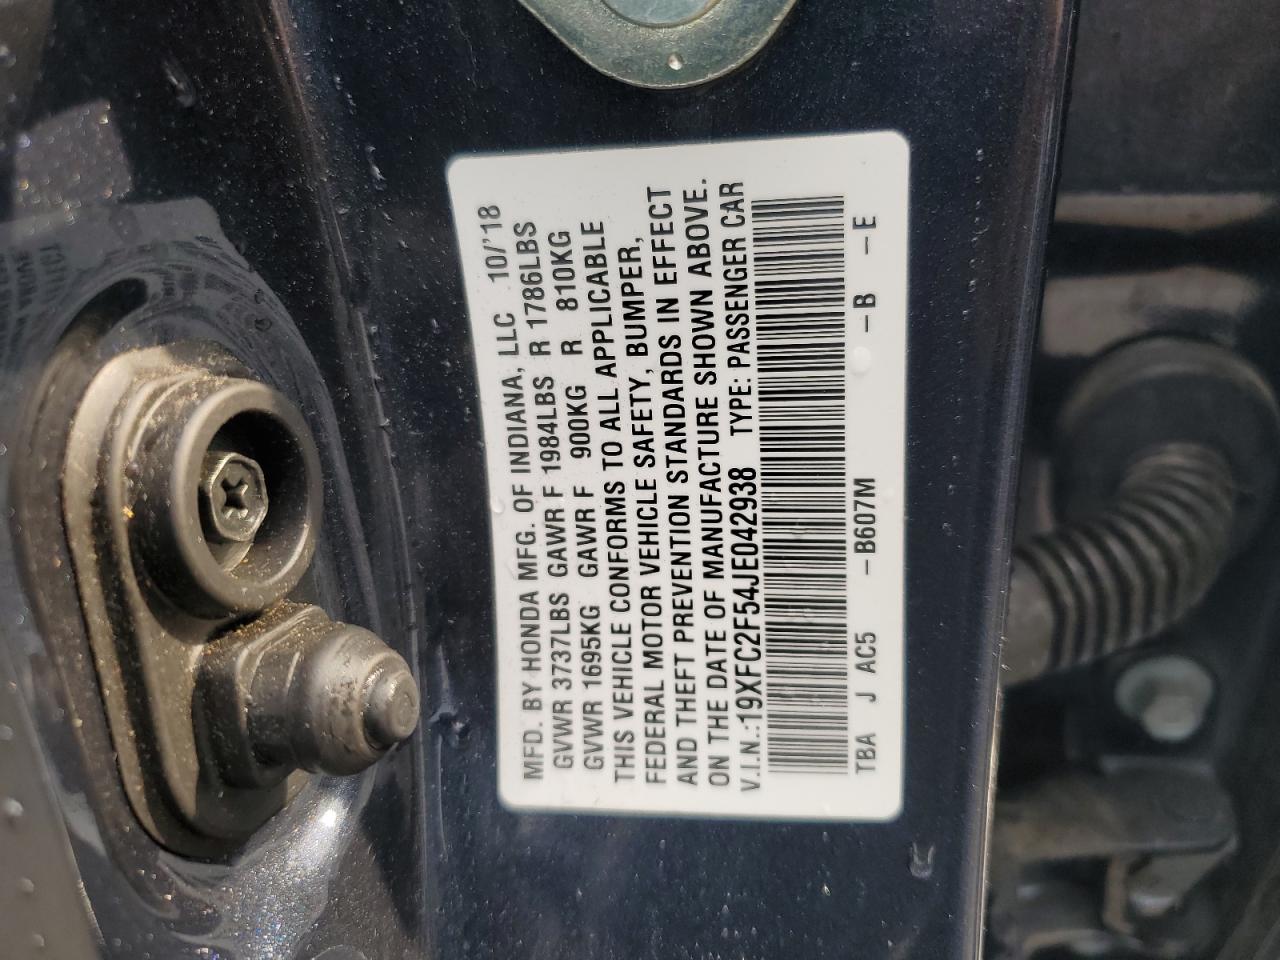 MFD. BY HONDA MFG. OF INDIANA, LLC 10/'18
GVWR 3737LBS GAWR F 1984LBS R 1786LBS
GVWR 1695KG GAWR F 900KG R 810KG
THIS VEHICLE CONFORMS TO ALL APPLICABLE
FEDERAL MOTOR VEHICLE SAFETY, BUMPER,
AND THEFT PREVENTION STANDARDS IN EFFECT
ON THE DATE OF MANUFACTURE SHOWN ABOVE.
V.I.N.:19XFC2F54JE042938 TYPE: PASSENGER CAR
TBA J AC5 -B607M -B -E